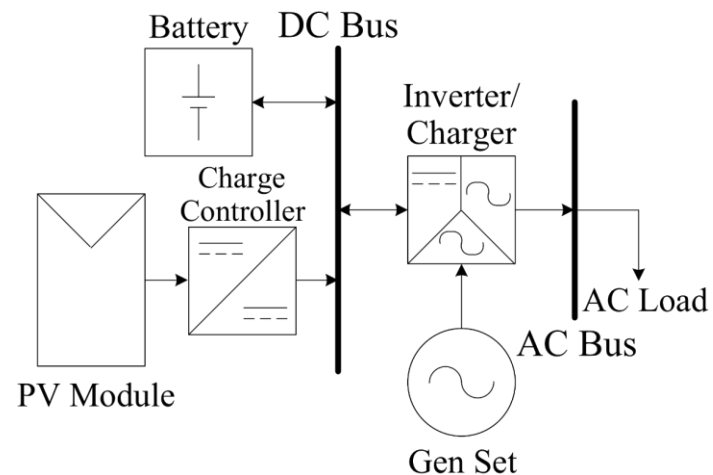 Battery
DC Bus
Inverter/
Charger
Charge
Controller
AC Load
AC Bus
PV Module
Gen Set